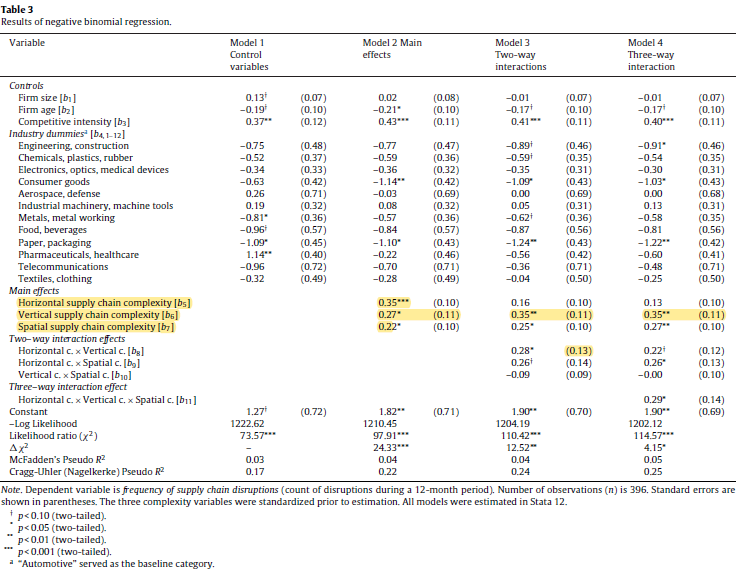 Table 3
Results of negative binomial regression.
Variable Model 1 Model 2 Main Model 3 Model 4
Control effects Two-way Three-way
variables interactions interaction
Controls
Firm size [b1] 0.13† (0.07) 0.02 (0.08) −0.01 (0.07) −0.01 (0.07)
Firm age [b2] −0.19† (0.10) −0.21* (0.10) −0.17† (0.10) −0.17† (0.10)
Competitive intensity [b3] 0.37** (0.12) 0.43*** (0.11) 0.41*** (0.11) 0.40*** (0.11)
Industry dummiesª [b4,1–12]
Engineering, construction −0.75 (0.48) −0.77 (0.47) −0.89† (0.46) −0.91* (0.46)
Chemicals, plastics, rubber −0.52 (0.37) −0.59 (0.36) −0.59† (0.35) −0.54 (0.35)
Electronics, optics, medical devices −0.34 (0.33) −0.36 (0.32) −0.35 (0.31) −0.30 (0.31)
Consumer goods −0.63 (0.42) −1.14** (0.42) −1.09* (0.43) −1.03* (0.43)
Aerospace, defense 0.26 (0.71) −0.03 (0.69) 0.00 (0.69) 0.00 (0.68)
Industrial machinery, machine tools 0.19 (0.32) 0.08 (0.32) 0.05 (0.31) 0.13 (0.31)
Metals, metal working −0.81* (0.36) −0.57 (0.36) −0.62† (0.36) −0.58 (0.35)
Food, beverages −0.96† (0.57) −0.84 (0.57) −0.87 (0.56) −0.81 (0.56)
Paper, packaging −1.09* (0.45) −1.10* (0.43) −1.24** (0.43) −1.22** (0.42)
Pharmaceuticals, healthcare 1.14** (0.40) −0.22 (0.46) −0.56 (0.42) −0.60 (0.41)
Telecommunications −0.96 (0.72) −0.70 (0.71) −0.36 (0.71) −0.48 (0.71)
Textiles, clothing −0.32 (0.49) −0.28 (0.49) −0.04 (0.50) −0.25 (0.50)
Main effects
Horizontal supply chain complexity [b5] 0.35*** (0.10) 0.16 (0.10) 0.13 (0.10)
Vertical supply chain complexity [b6] 0.27* (0.11) 0.35** (0.11) 0.35** (0.11)
Spatial supply chain complexity [b7] 0.22* (0.10) 0.25* (0.10) 0.27** (0.10)
Two–way interaction effects
Horizontal c. × Vertical c. [b8] 0.28* (0.13) 0.22† (0.12)
Horizontal c. × Spatial c. [b9] 0.26† (0.14) 0.26* (0.13)
Vertical c. × Spatial c. [b10] −0.09 (0.09) −0.00 (0.10)
Three–way interaction effect
Horizontal c. × Vertical c. × Spatial c. [b11] 0.29* (0.14)
Constant 1.27† (0.72) 1.82** (0.71) 1.90** (0.70) 1.90** (0.69)
−Log Likelihood 1222.62 1210.45 1204.19 1202.12
Likelihood ratio (χ²) 73.57*** 97.91*** 110.42*** 114.57***
Δχ² – 24.33*** 12.52** 4.15*
McFadden's Pseudo R² 0.03 0.04 0.04 0.05
Cragg-Uhler (Nagelkerke) Pseudo R² 0.17 0.22 0.24 0.25
Note. Dependent variable is frequency of supply chain disruptions (count of disruptions during a 12-month period). Number of observations (n) is 396. Standard errors are
shown in parentheses. The three complexity variables were standardized prior to estimation. All models were estimated in Stata 12.
† p < 0.10 (two-tailed).
* p < 0.05 (two-tailed).
** p < 0.01 (two-tailed).
*** p < 0.001 (two-tailed).
ª "Automotive" served as the baseline category.